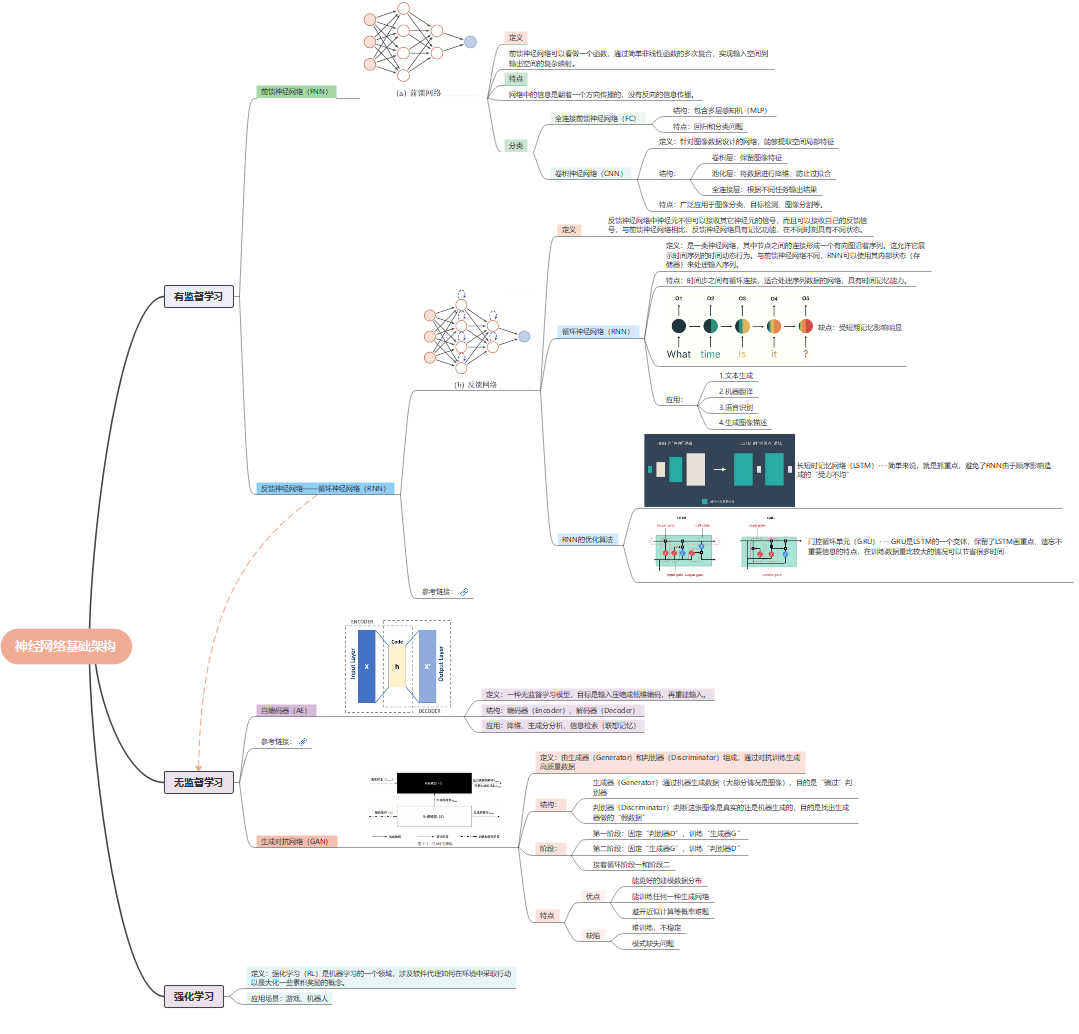 神经网络基础架构
有监督学习
前馈神经网络（FNN）
(a) 前馈网络
定义
前馈神经网络可以看做一个函数，通过简单非线性函数的多次复合，实现输入空间到
输出空间的复杂映射。
特点
网络中的信息是朝着一个方向传播的，没有反向的信息传播。
分类
全连接前馈神经网络（FC）
结构：包含多层感知机（MLP）
特点：回归和分类问题
卷积神经网络（CNN）
定义：针对图像数据设计的网络，能够提取空间局部特征
结构：
卷积层：保留图像特征
池化层：将数据进行降维、防止过拟合
全连接层：根据不同任务输出结果
特点：广泛应用于图像分类、目标检测、图像分割等。
反馈神经网络——循环神经网络（RNN）
(b) 反馈网络
定义
反馈神经网络中神经元不但可以接收其它神经元的信号，而且可以接收自己的反馈信
号，与前馈神经网络相比，反馈神经网络具有记忆功能，在不同时刻具有不同状态。
循环神经网络（RNN）
定义：是一类神经网络，其中节点之间的连接形成一个有向图沿着序列。这允许它展
示时间序列的时间动态行为。与前馈神经网络不同，RNN可以使用其内部状态（存
储器）来处理输入序列。
特点：时间步之间有循环连接，适合处理序列数据的网络，具有时间记忆能力。
O1 O2 O3 O4 O5
What time is it ?
缺点：受短期记忆影响明显
应用：
1.文本生成
2.机器翻译
3.语音识别
4.生成图像描述
RNN的优化算法
长短时记忆网络（LSTM）---简单来说，就是抓重点，避免了RNN由于顺序影响造
成的“受力不均”
门控循环单元（GRU）--- GRU是LSTM的一个变体，保留了LSTM画重点、遗忘不
重要信息的特点，在训练数据量比较大的情况可以节省很多时间
参考链接：
无监督学习
自编码器（AE）
ENCODER
Input Layer
X
Code
h
X'
Output Layer
DECODER
定义：一种无监督学习模型，目标是输入压缩成低维编码，再重建输入。
结构：编码器（Encoder）、解码器（Decoder）
应用：降维、主成分分析、信息检索（联想记忆）
参考链接：
生成对抗网络（GAN）
定义：由生成器（Generator）和判别器（Discriminator）组成，通过对抗训练生成
高质量数据
结构：
生成器（Generator）通过机器生成数据（大部分情况是图像），目的是“骗过”判
别器
判别器（Discriminator）判断这张图像是真实的还是机器生成的，目的是找出生成
器做的“假数据”
阶段：
第一阶段：固定“判别器D”，训练“生成器G”
第二阶段：固定“生成器G”，训练“判别器D”
接着循环阶段一和阶段二
特点
优点
能更好的建模数据分布
能训练任何一种生成网络
避开近似计算等概率难题
缺陷
难训练，不稳定
模式缺失问题
强化学习
定义：强化学习（RL）是机器学习的一个领域，涉及软件代理如何在环境中采取行动
以最大化一些累积奖励的概念。
应用场景：游戏、机器人